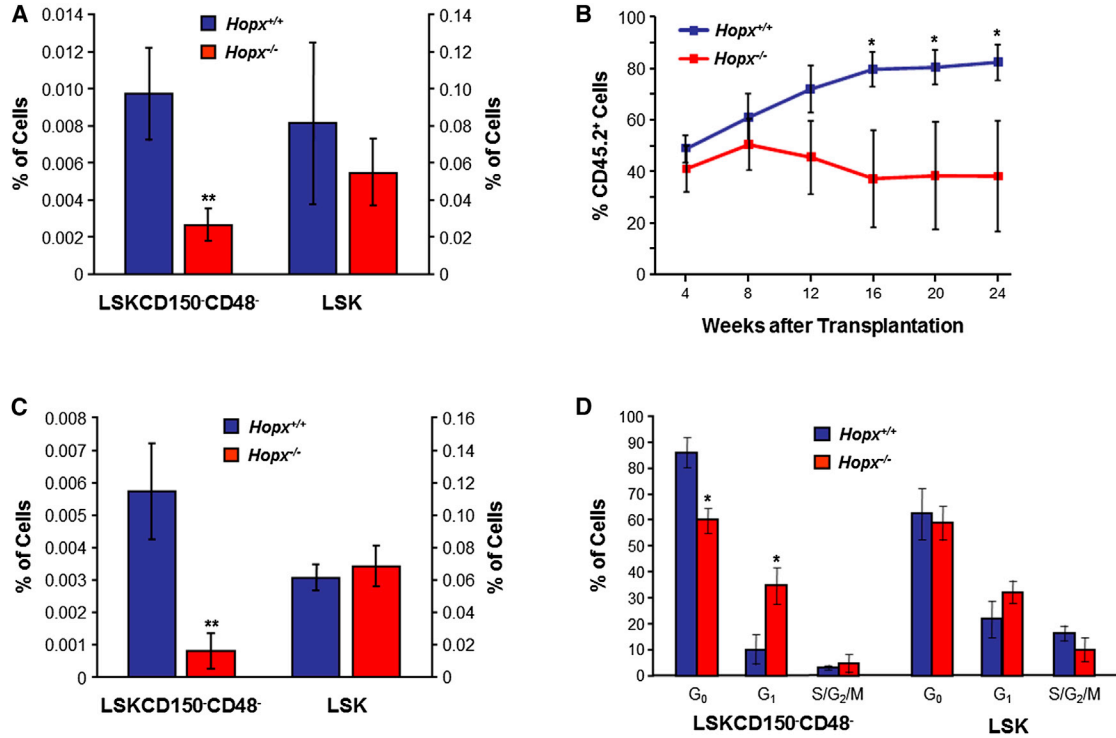 A
0.014
0.012
0.010
0.008
0.006
0.004
0.002
0
% of Cells
Hopx+/+
Hopx-/-
**
0.14
0.12
0.10
0.08
0.06
0.04
0.02
0
% of Cells
LSKCD150-CD48-
LSK
B
100
80
60
40
20
0
% CD45.2+ Cells
Hopx+/+
Hopx-/-
* * *
4 8 12 16 20 24
Weeks after Transplantation
C
0.008
0.007
0.006
0.005
0.004
0.003
0.002
0.001
0
% of Cells
Hopx+/+
Hopx-/-
**
0.16
0.14
0.12
0.10
0.08
0.06
0.04
0.02
0
% of Cells
LSKCD150-CD48-
LSK
D
100
90
80
70
60
50
40
30
20
10
0
% of Cells
Hopx+/+
Hopx-/-
*
*
G0 G1 S/G2/M G0 G1 S/G2/M
LSKCD150-CD48-
LSK